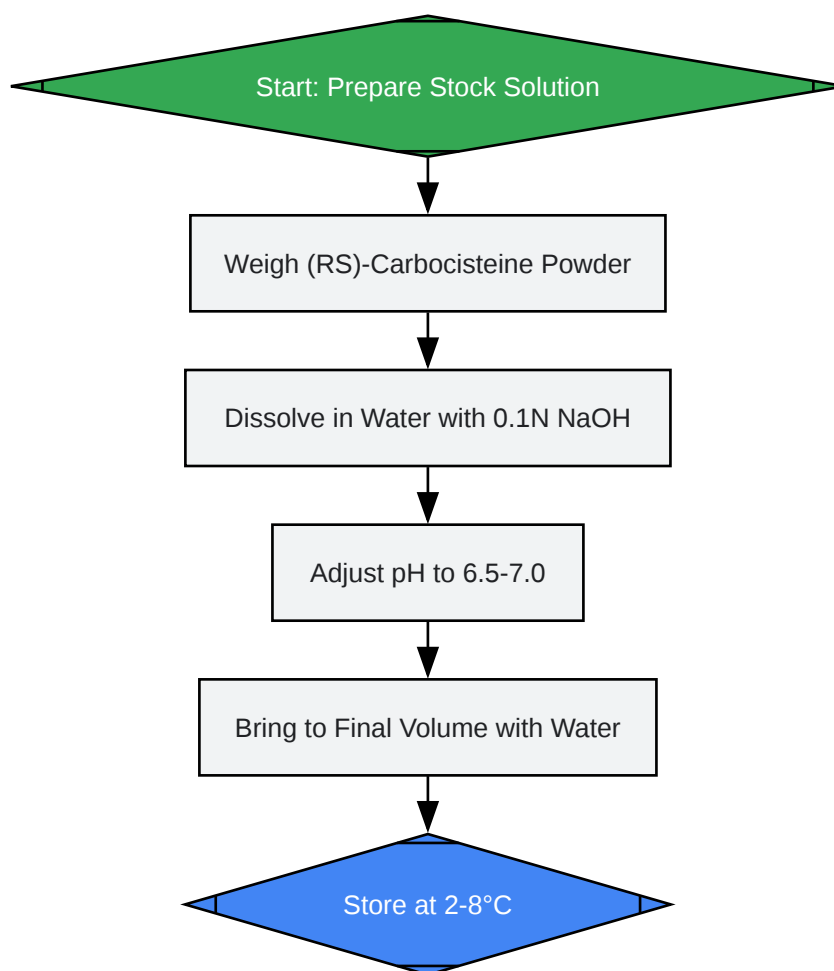 Start: Prepare Stock Solution
Weigh (RS)-Carbocisteine Powder
Dissolve in Water with 0.1N NaOH
Adjust pH to 6.5-7.0
Bring to Final Volume with Water
Store at 2-8°C